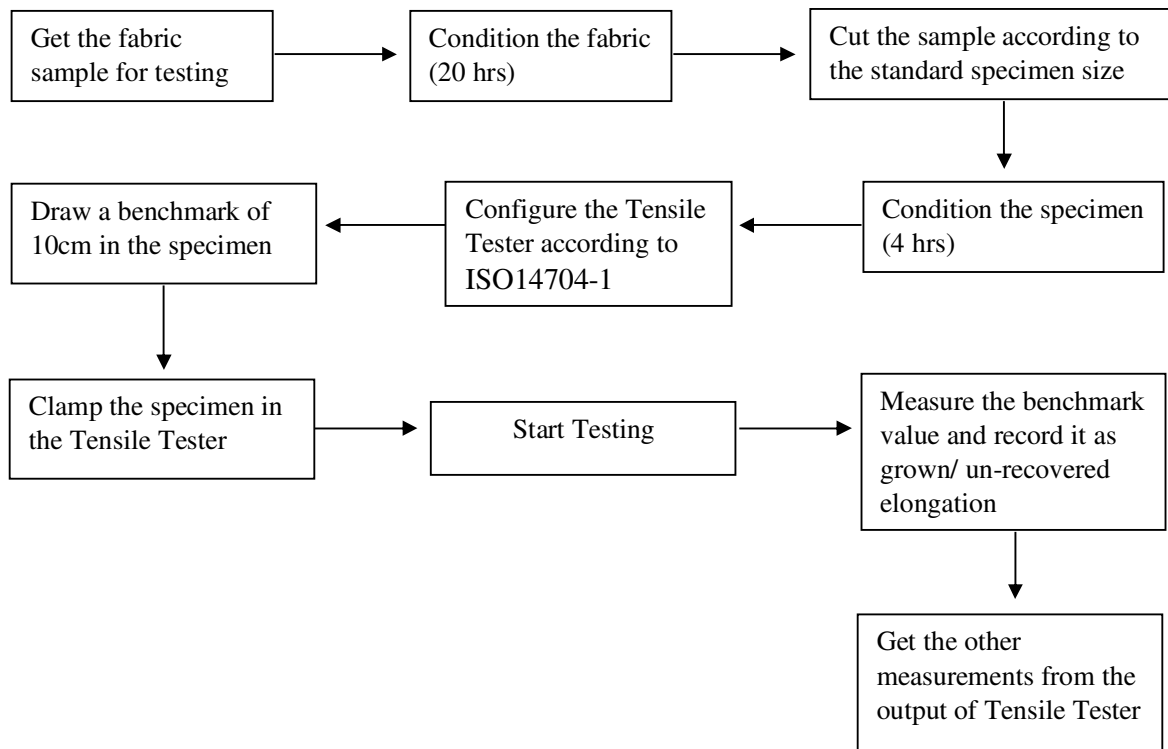 Get the fabric
sample for testing
Condition the fabric
(20 hrs)
Cut the sample according to
the standard specimen size
Condition the specimen
(4 hrs)
Configure the Tensile
Tester according to
ISO14704-1
Draw a benchmark of
10cm in the specimen
Clamp the specimen in
the Tensile Tester
Start Testing
Measure the benchmark
value and record it as
grown/ un-recovered
elongation
Get the other
measurements from the
output of Tensile Tester